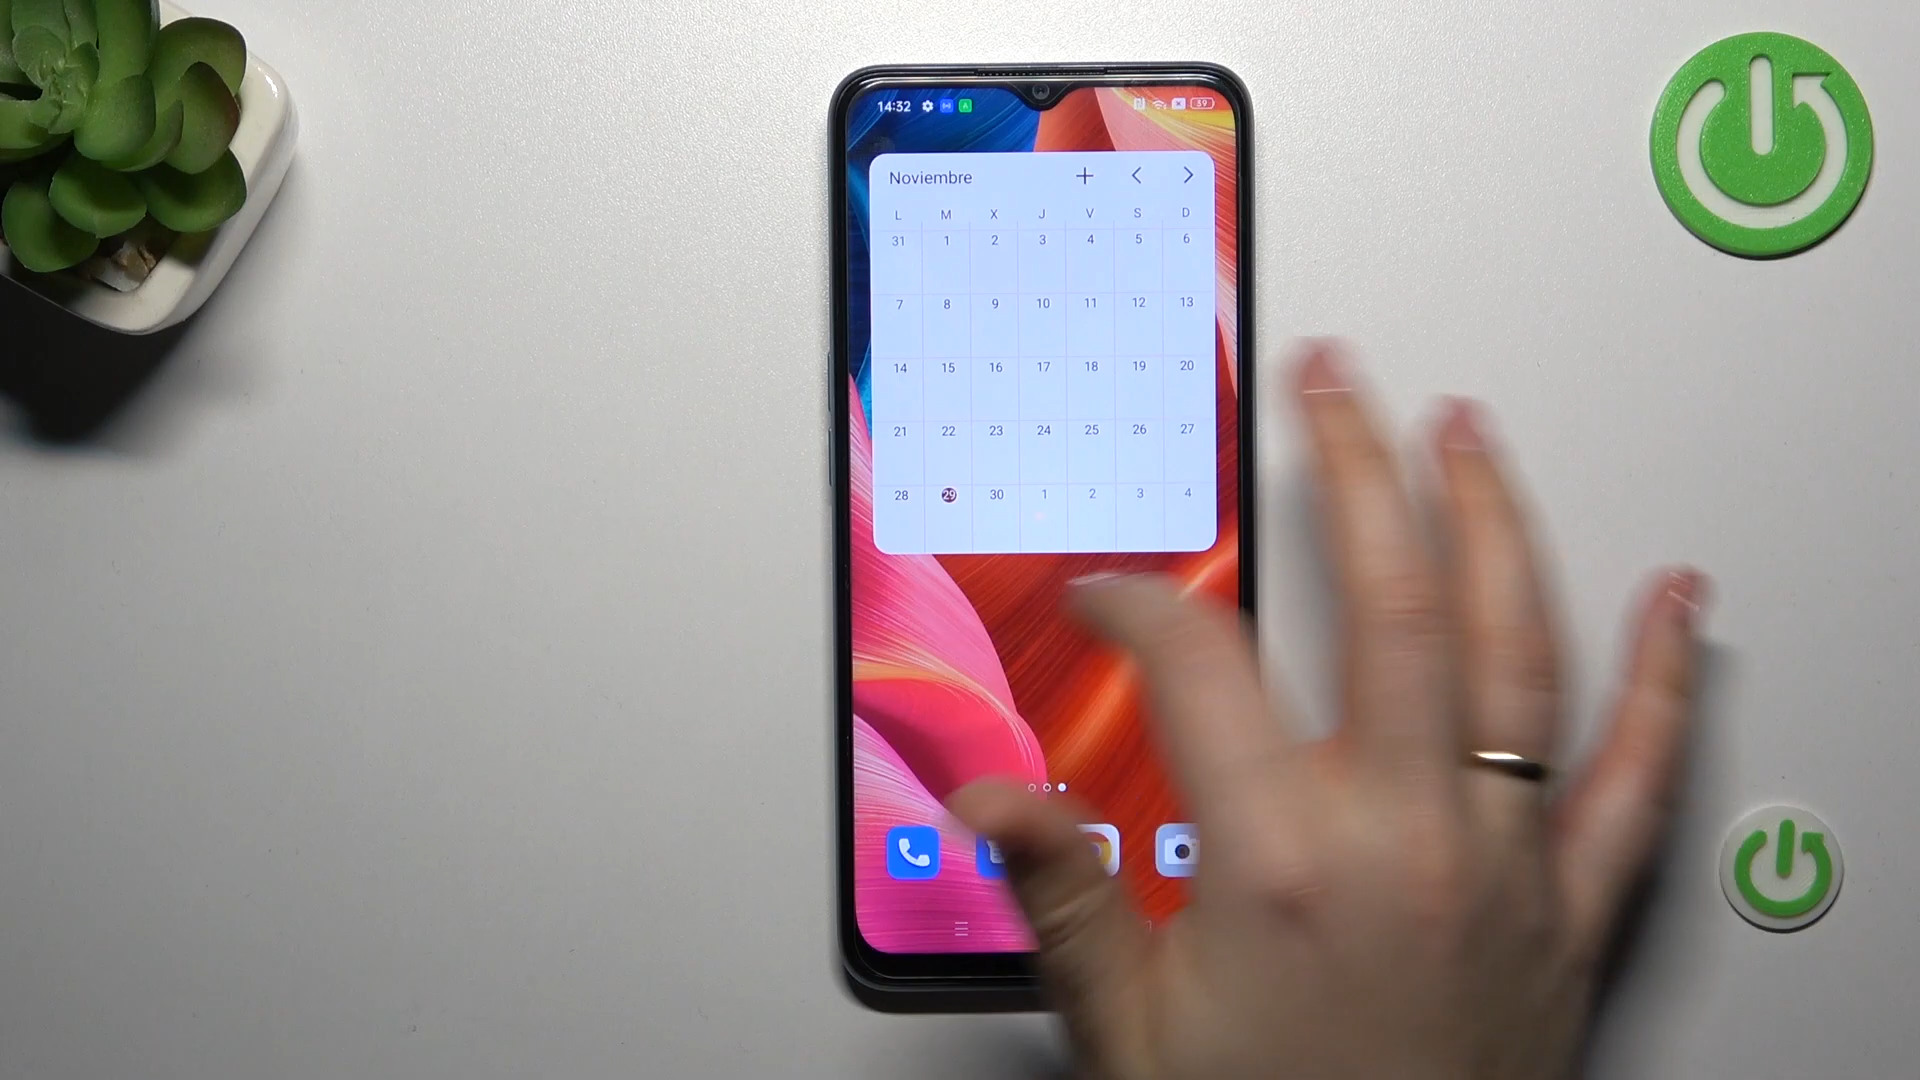 14:32
59
Noviembre
L M X J V S D
31 1 2 3 4 5 6
7 8 9 10 11 12 13
14 15 16 17 18 19 20
21 22 23 24 25 26 27
28 29 30 1 2 3 4